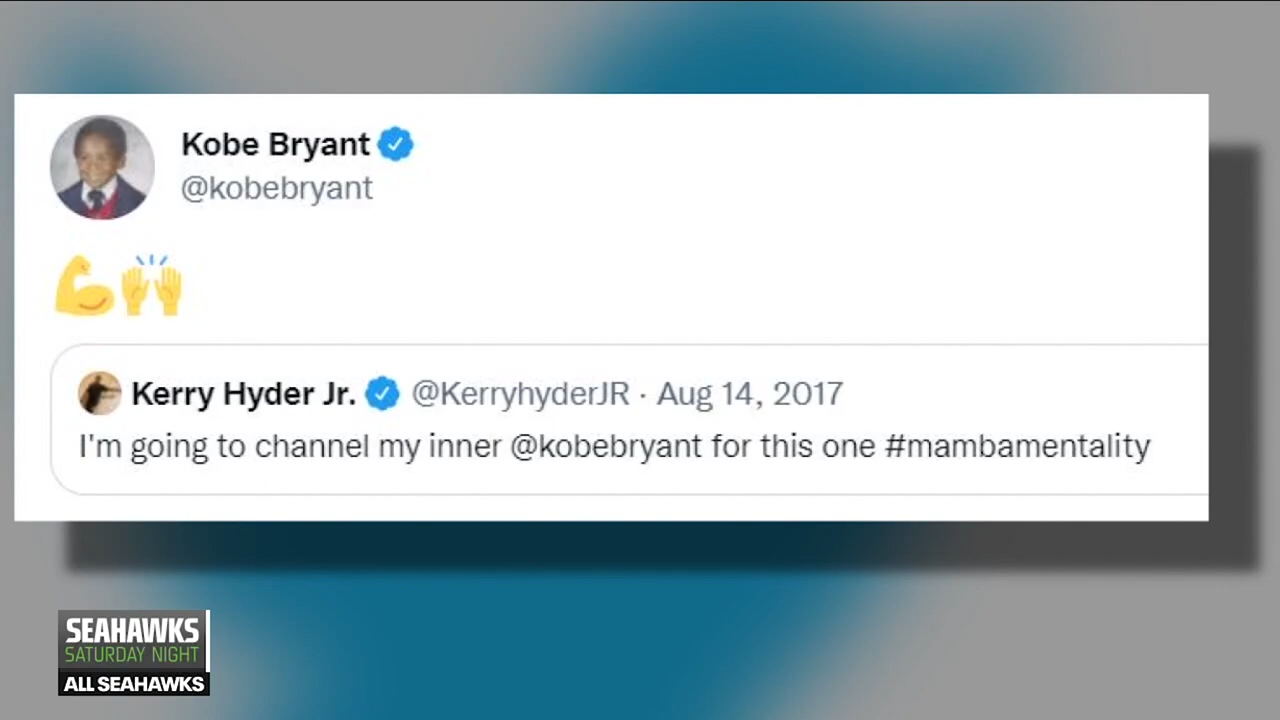 Kobe Bryant
@kobebryant
💪🙌
Kerry Hyder Jr. @KerryhyderJR · Aug 14, 2017
I'm going to channel my inner @kobebryant for this one #mambamentality
SEAHAWKS
SATURDAY NIGHT
ALL SEAHAWKS